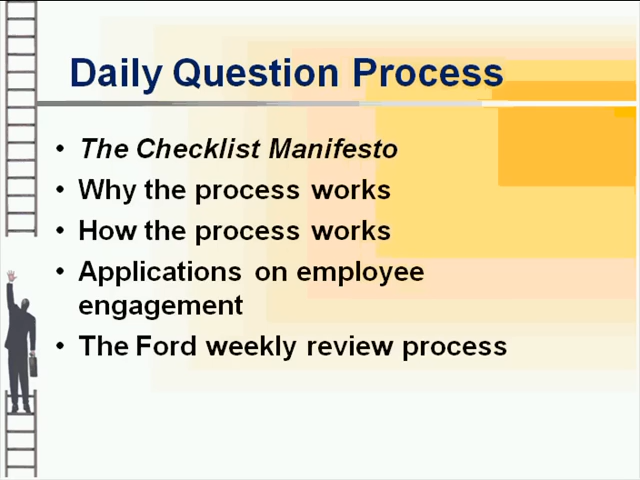 Daily Question Process
• The Checklist Manifesto
• Why the process works
• How the process works
• Applications on employee
engagement
• The Ford weekly review process